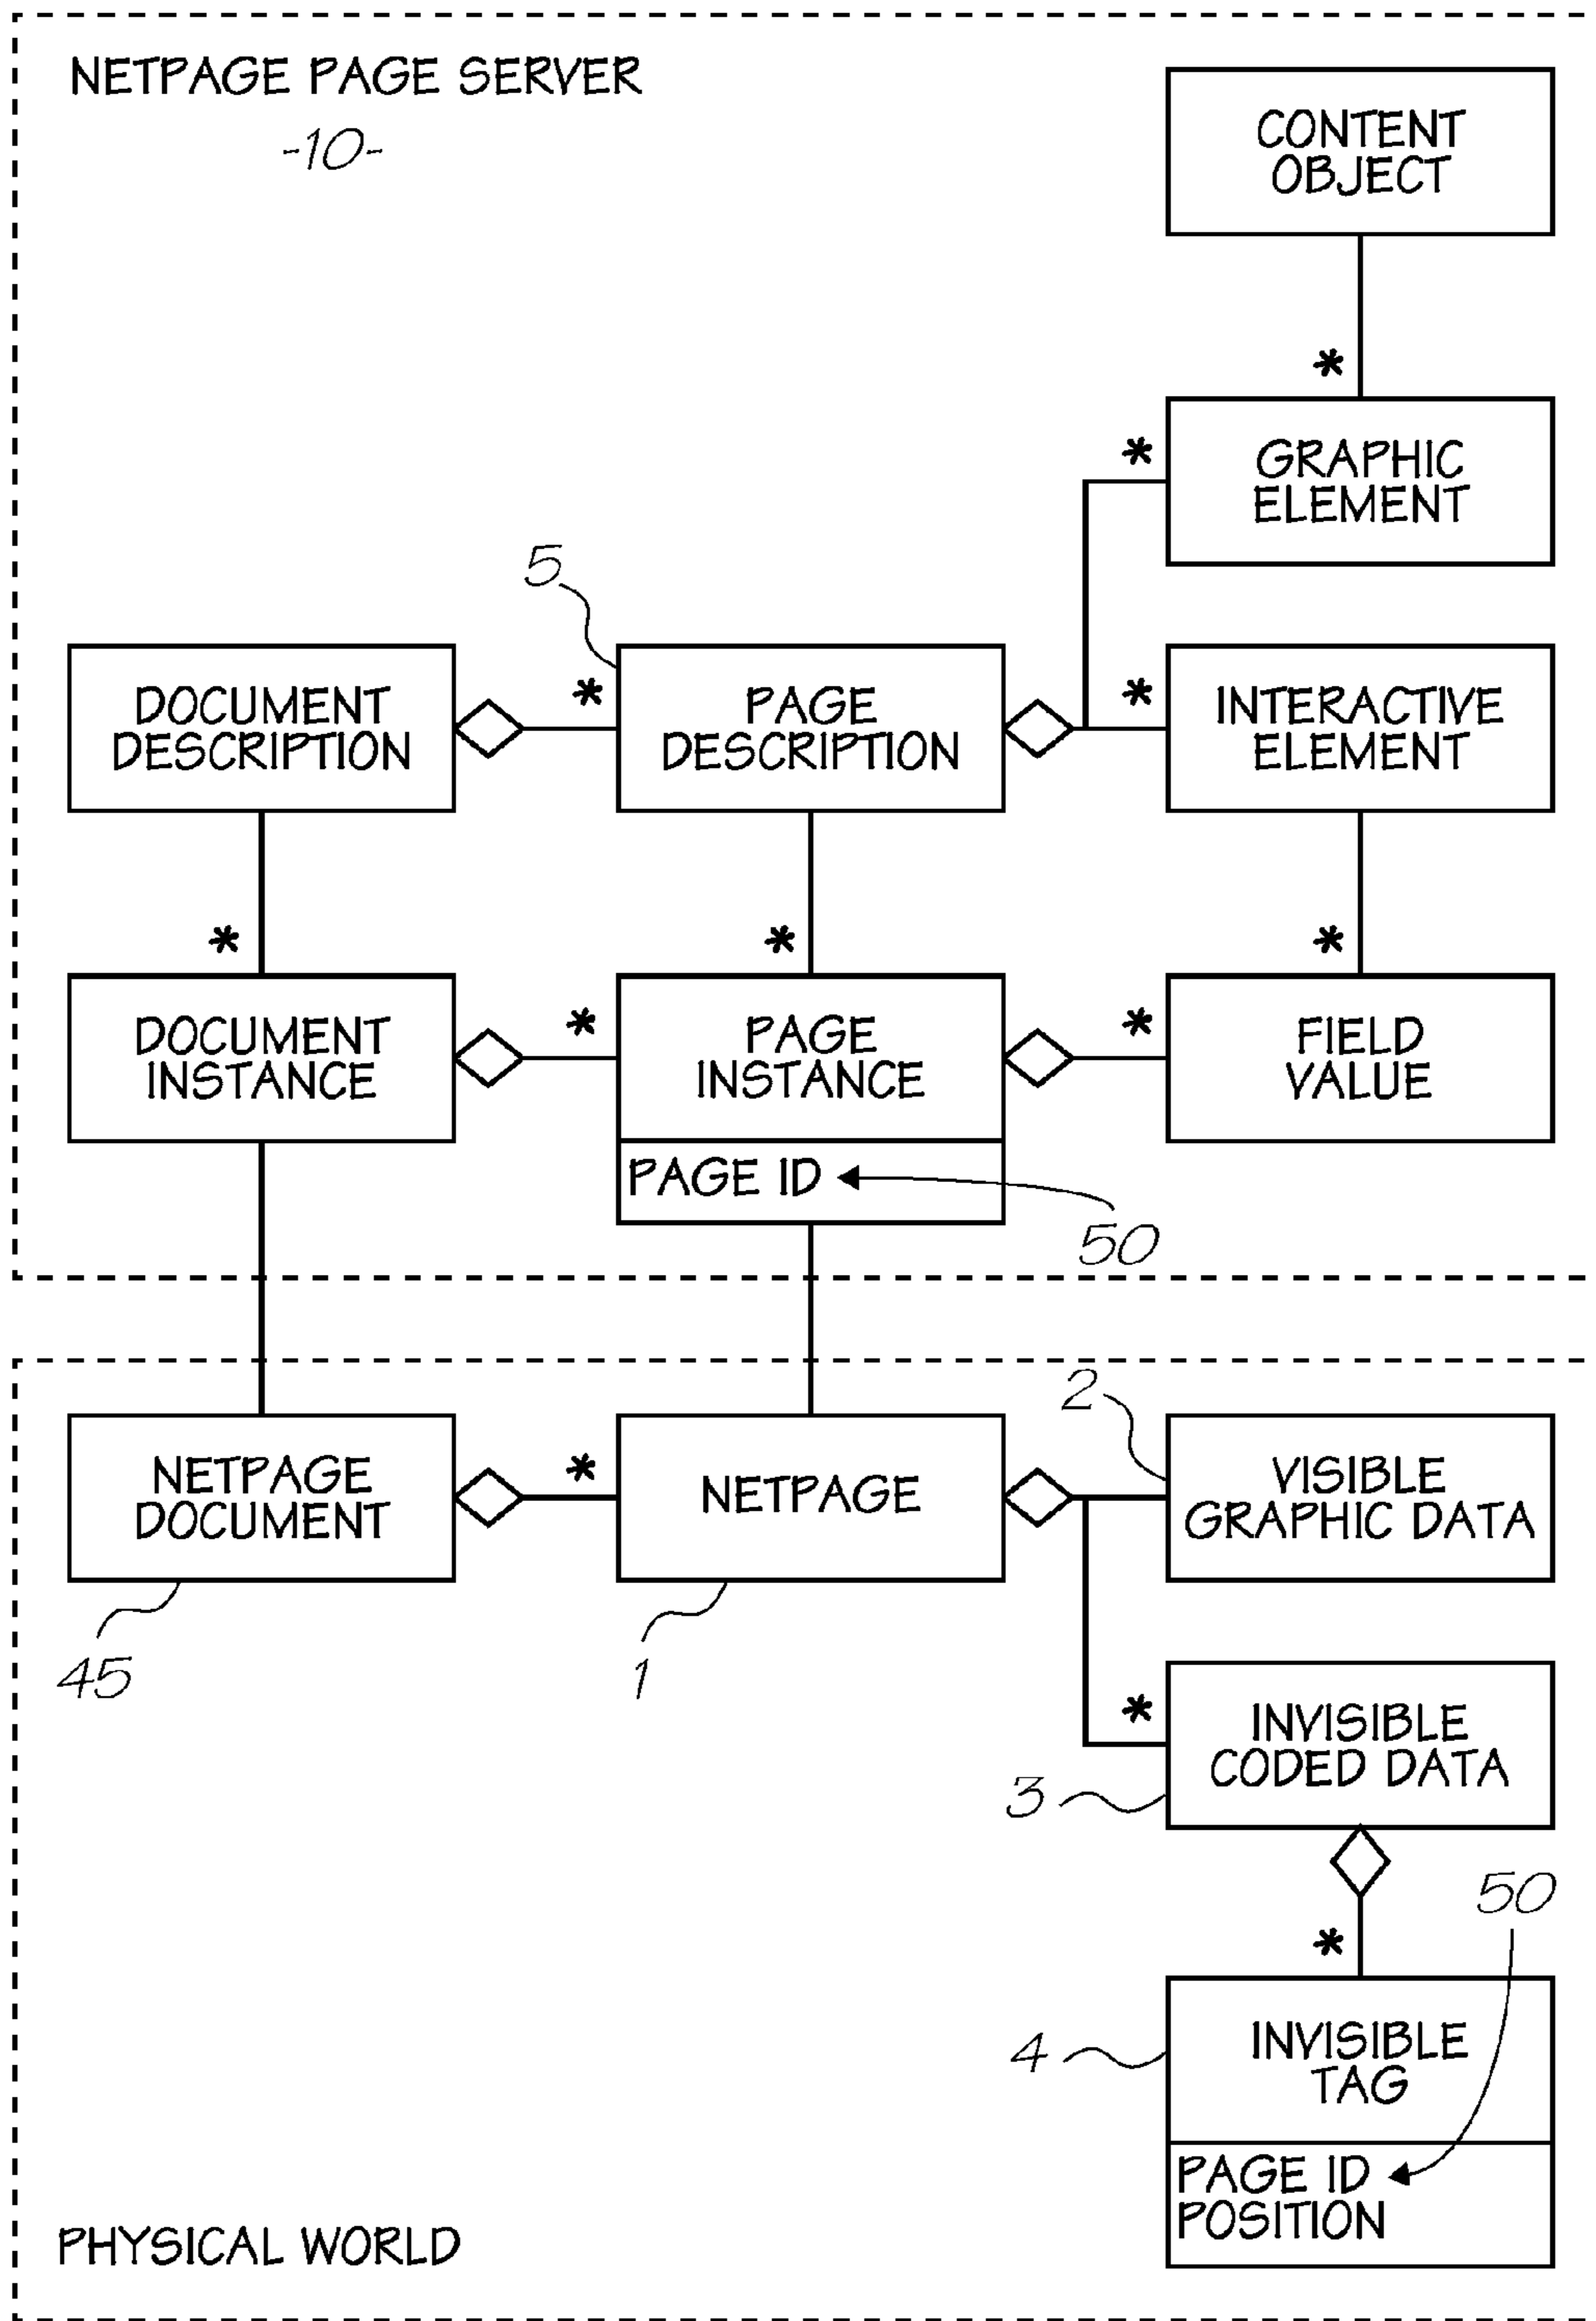 NETPAGE PAGE SERVER
-10-
CONTENT
OBJECT
*
*
GRAPHIC
ELEMENT
5
DOCUMENT
DESCRIPTION
*
PAGE
DESCRIPTION
*
INTERACTIVE
ELEMENT
*
*
*
DOCUMENT
INSTANCE
*
PAGE
INSTANCE
*
FIELD
VALUE
PAGE ID
50
2
NETPAGE
DOCUMENT
*
NETPAGE
VISIBLE
GRAPHIC DATA
45
1
*
INVISIBLE
CODED DATA
3
50
*
4
INVISIBLE
TAG
PAGE ID
POSITION
PHYSICAL WORLD